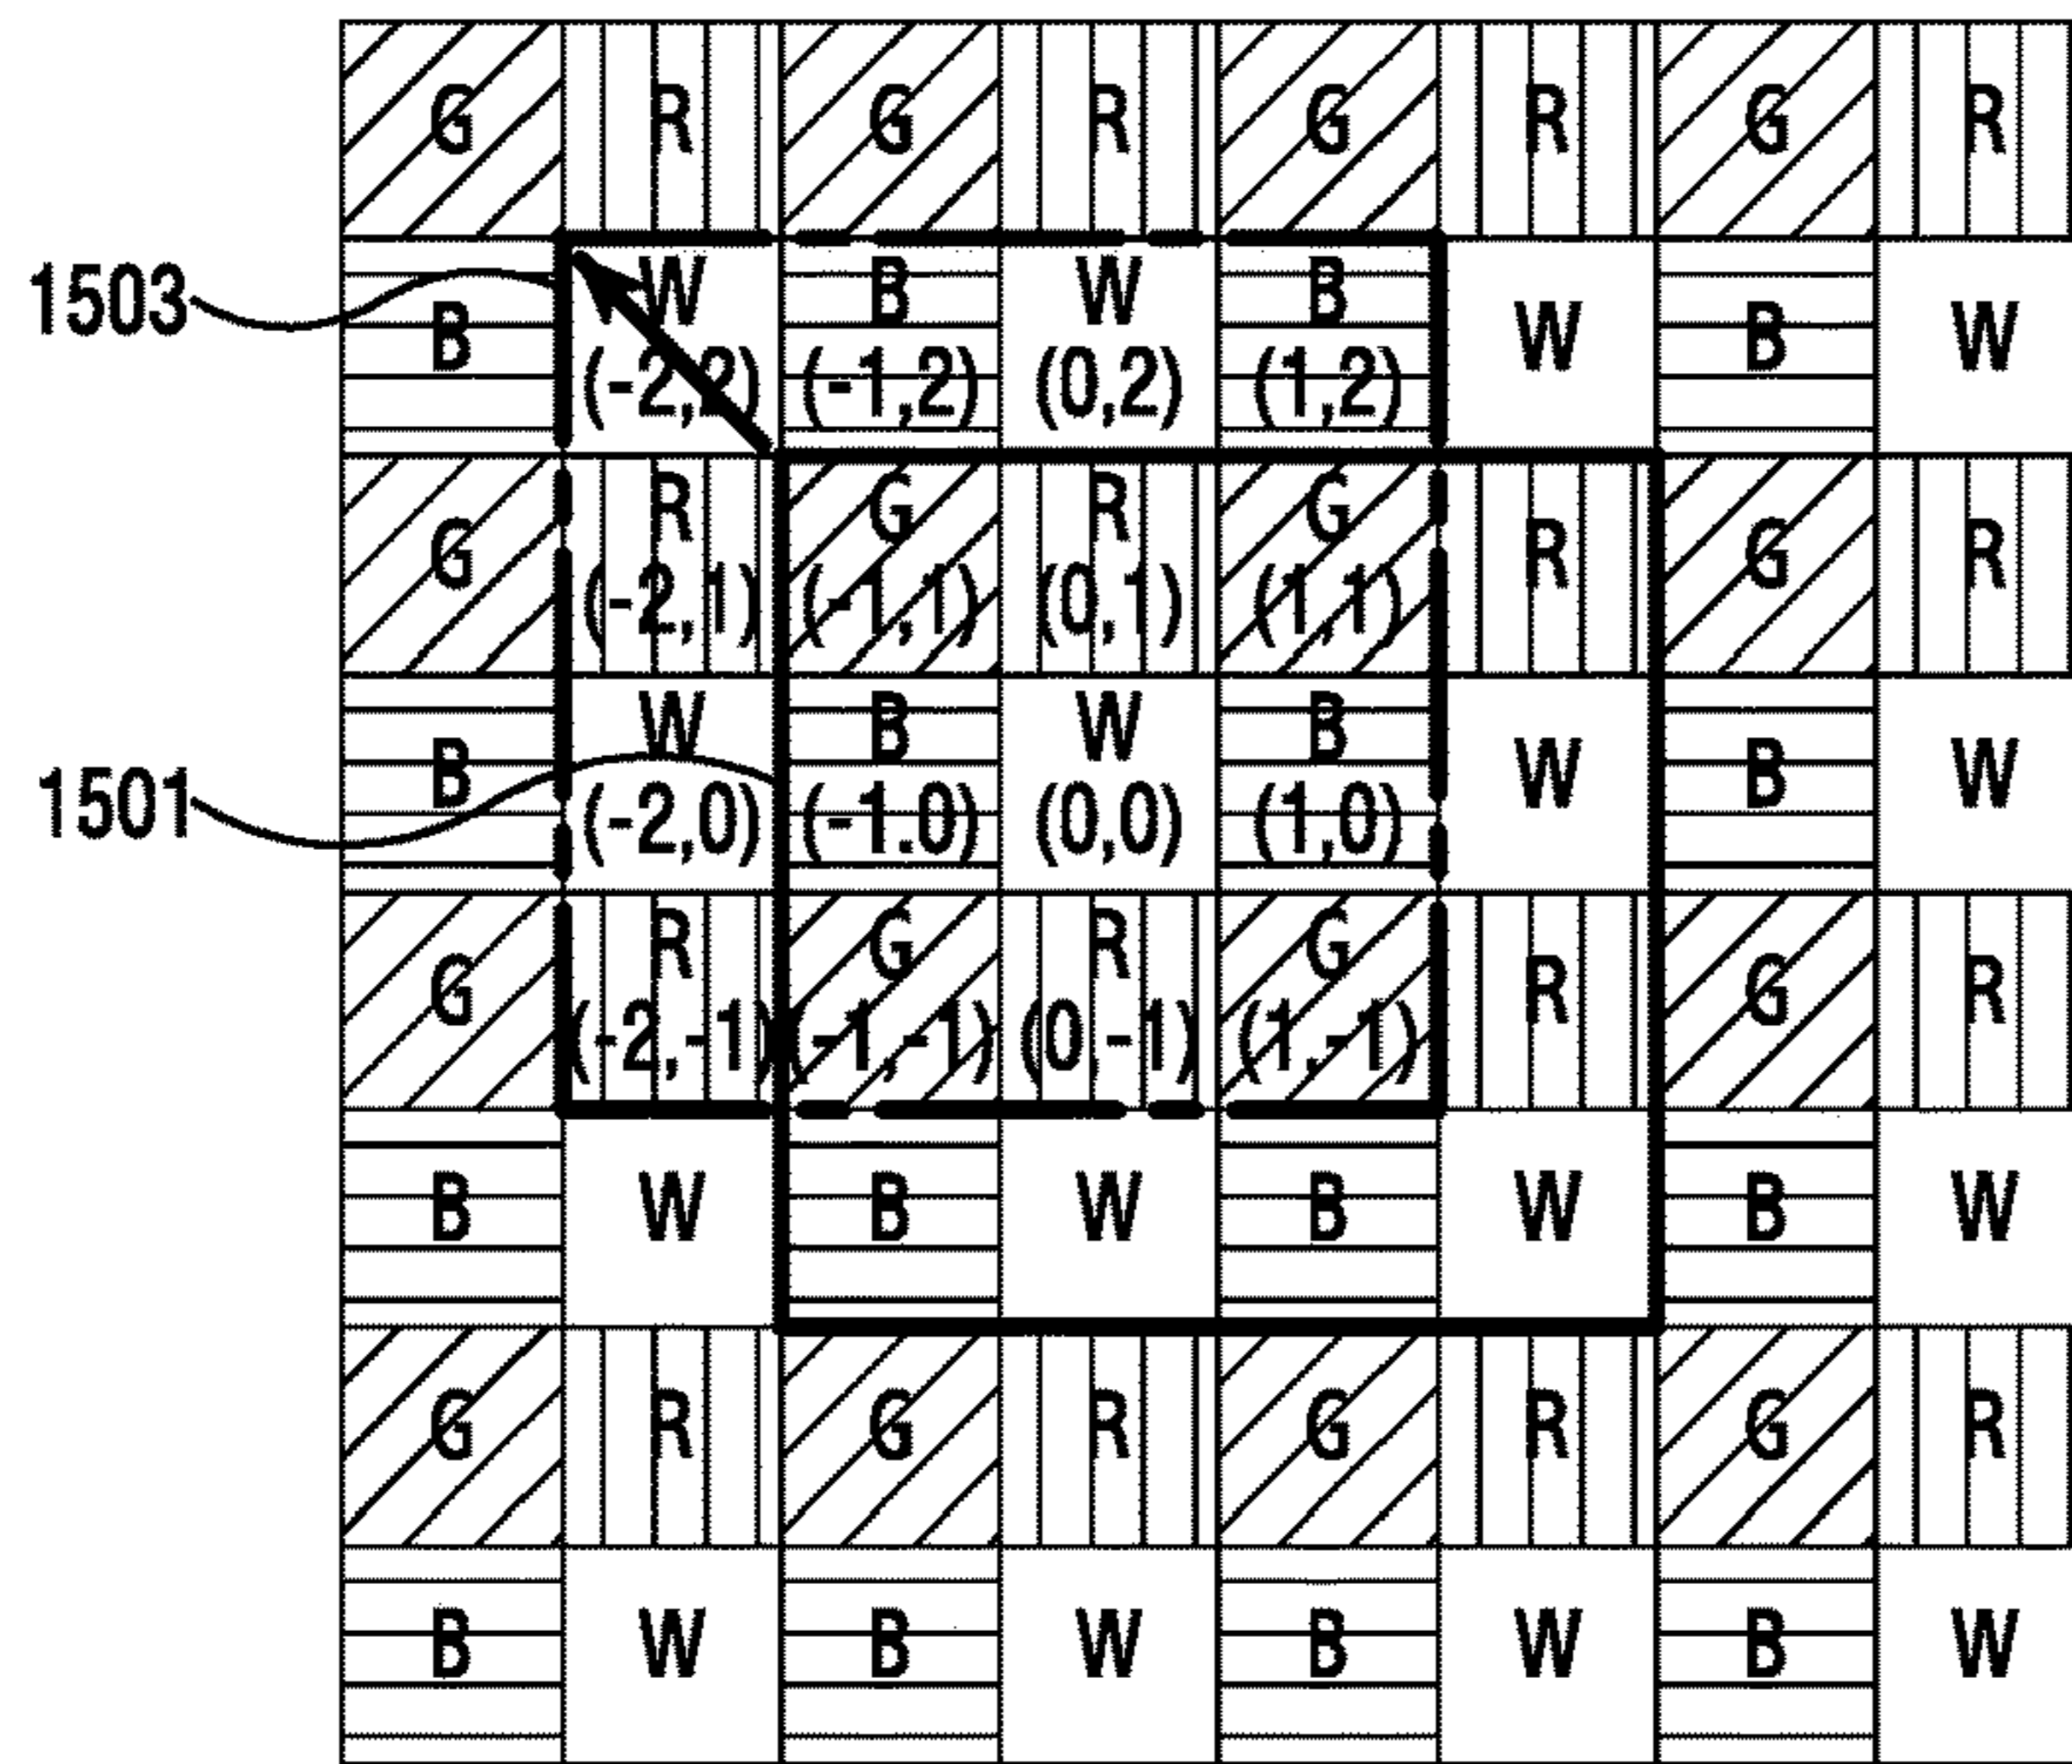 G R G R G R G R
1503
B W B W B W B W
(-2,2) (-1,2) (0,2) (1,2)
G R G R G R G R
(-2,1) (-1,1) (0,1) (1,1)
B W B W B W B W
1501
(-2,0) (-1.0) (0,0) (1,0)
G R G R G R G R
(-2,-1) (-1,-1) (0,-1) (1,-1)
B W B W B W B W
G R G R G R G R
B W B W B W B W